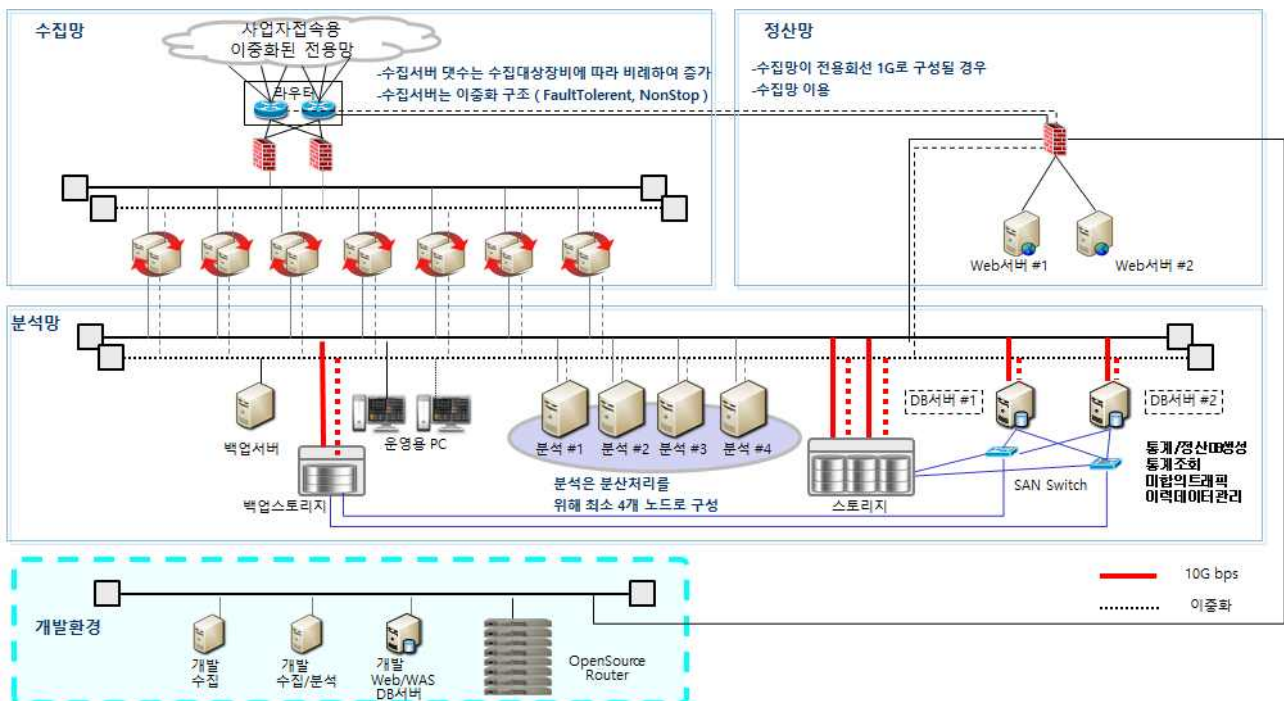 수집망
사업자접속용
이중화된 전용망
라우터
-수집서버 댓수는 수집대상장비에 따라 비례하여 증가
-수집서버는 이중화 구조 ( FaultTolerent, NonStop )
정산망
-수집망이 전용회선 1G로 구성될 경우
-수집망 이용
Web서버 #1
Web서버 #2
분석망
백업서버
운영용 PC
백업스토리지
분석 #1
분석 #2
분석 #3
분석 #4
분석은 분산처리를
위해 최소 4개 노드로 구성
스토리지
DB서버 #1
DB서버 #2
SAN Switch
통계/정산DB생성
통계조회
미합의트래픽
이력데이터관리
10G bps
이중화
개발환경
개발
수집
개발
수집/분석
개발
Web/WAS
DB서버
OpenSource
Router